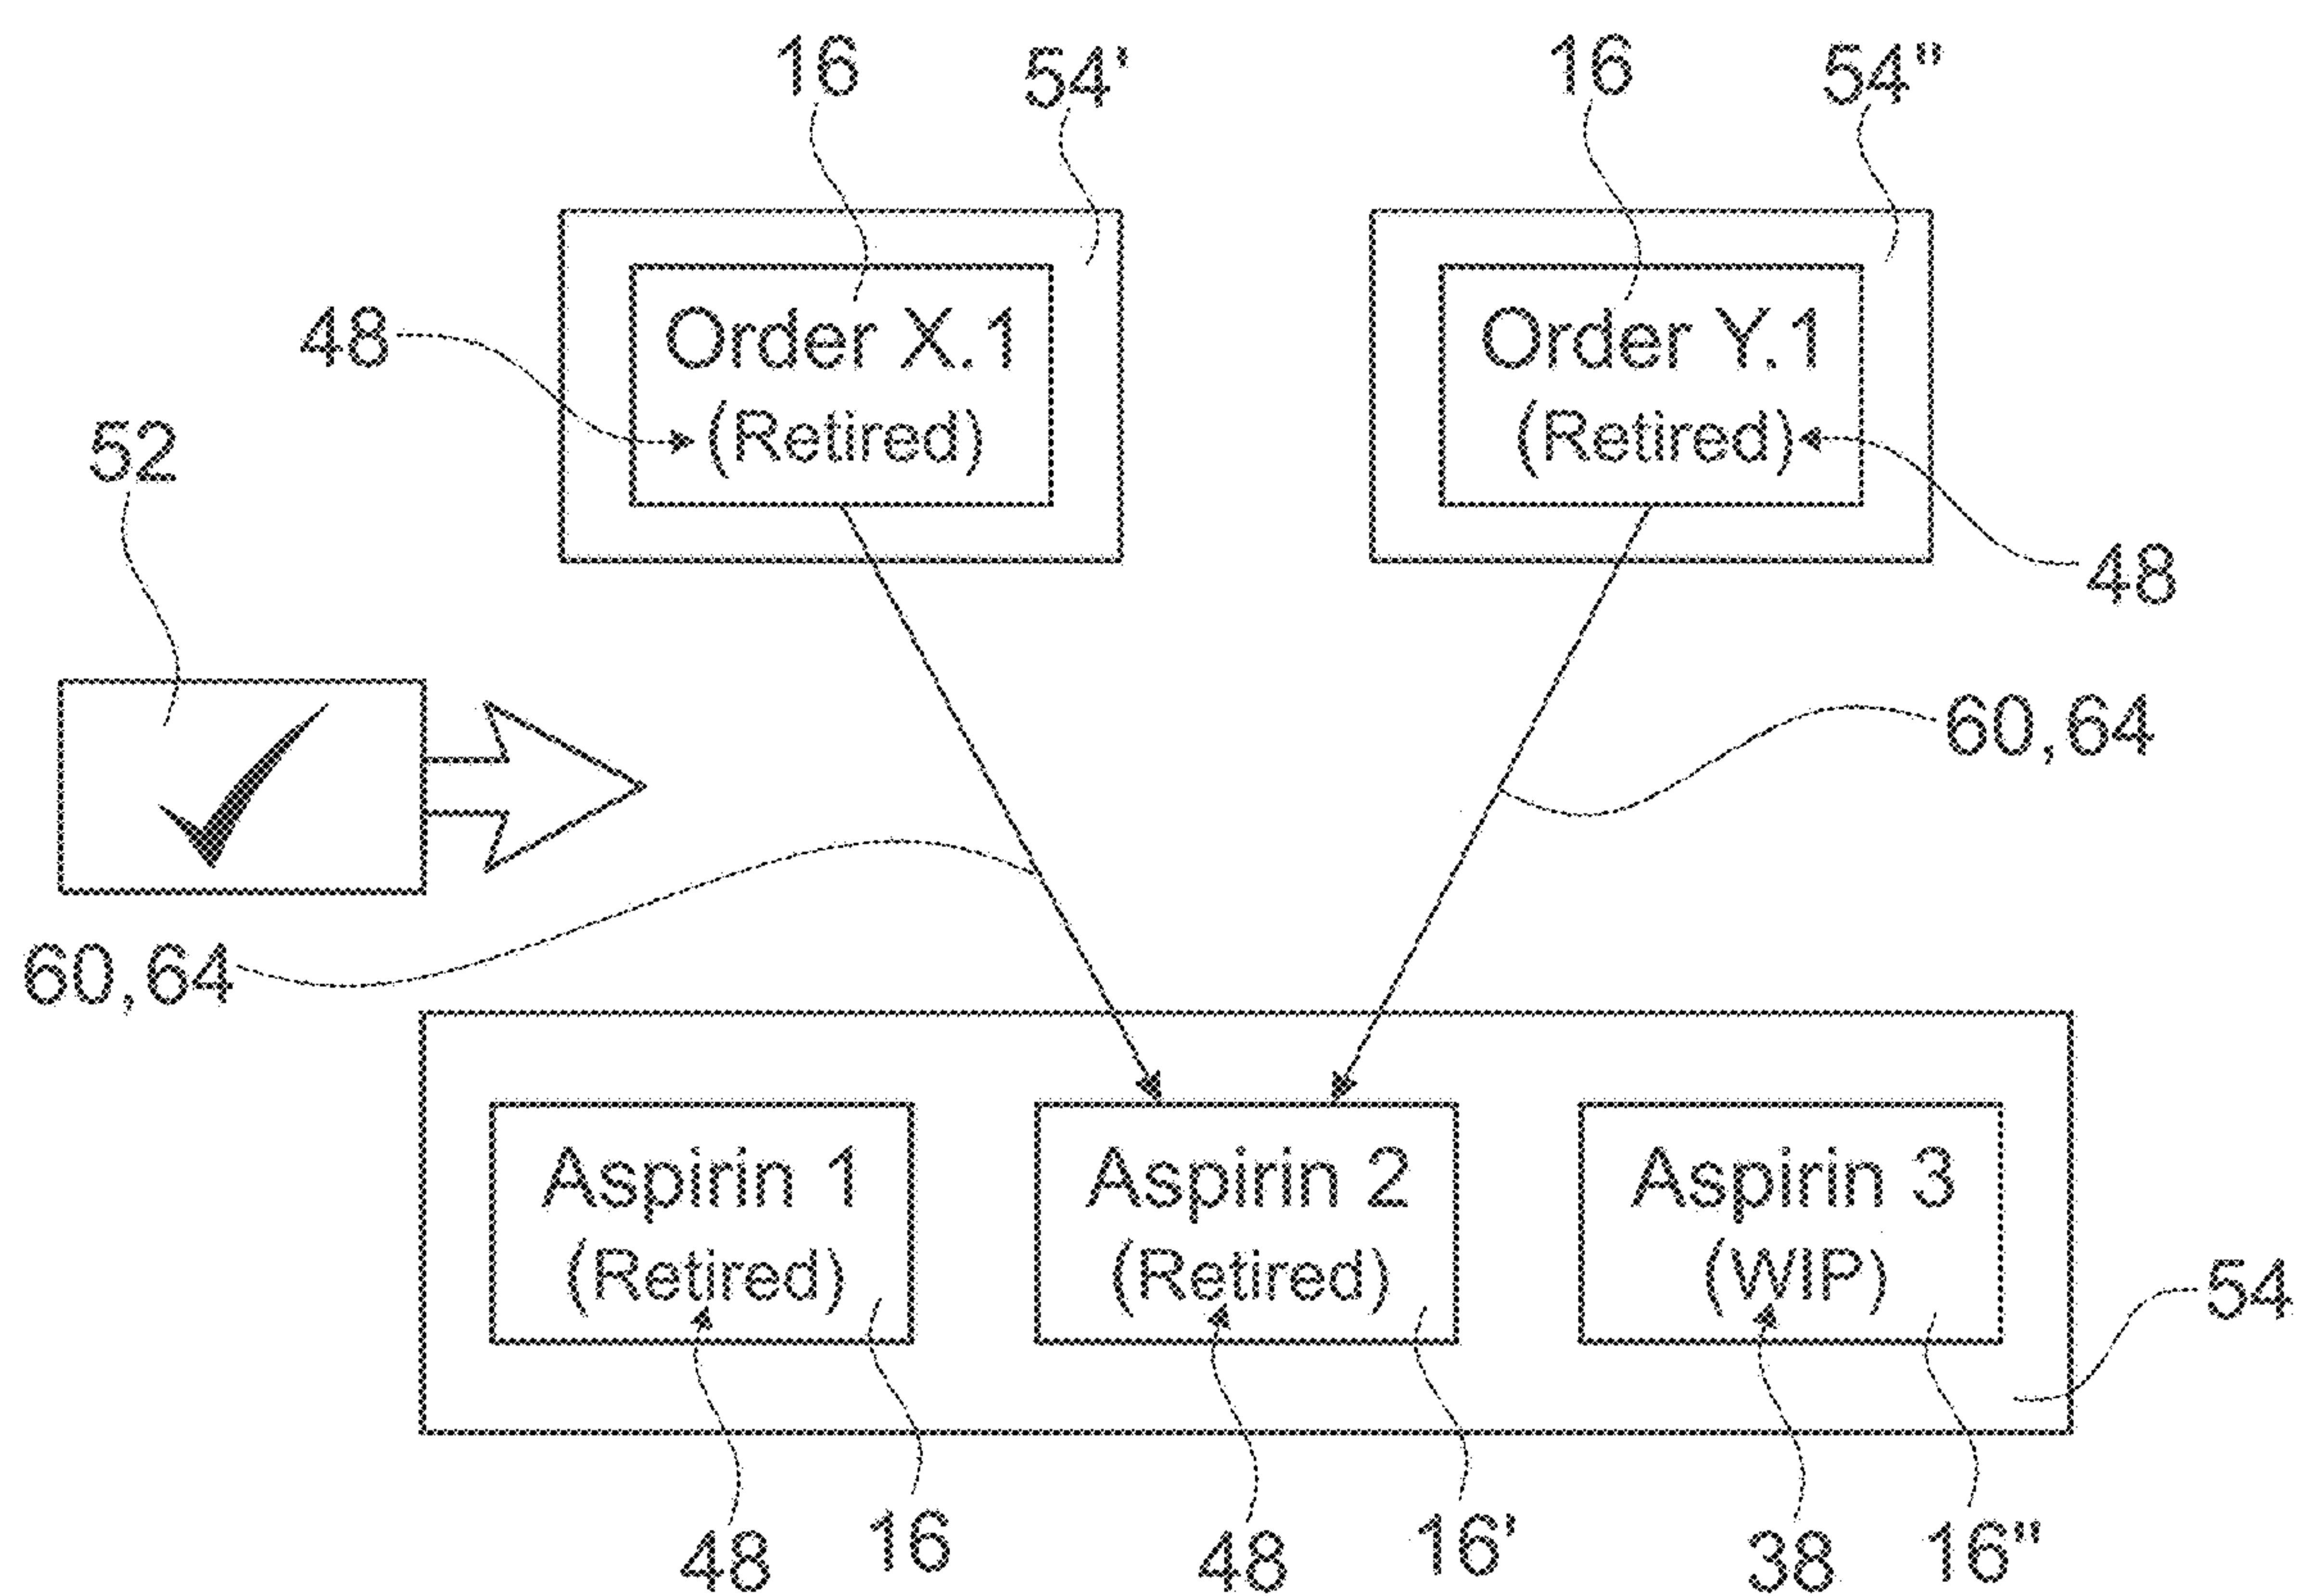 16
54'
16
54"
48
Order X.1
(Retired)
Order Y.1
(Retired)
48
52
60,64
60,64
Aspirin 1
(Retired)
Aspirin 2
(Retired)
Aspirin 3
(WIP)
54
48
16
48
16'
38
16"